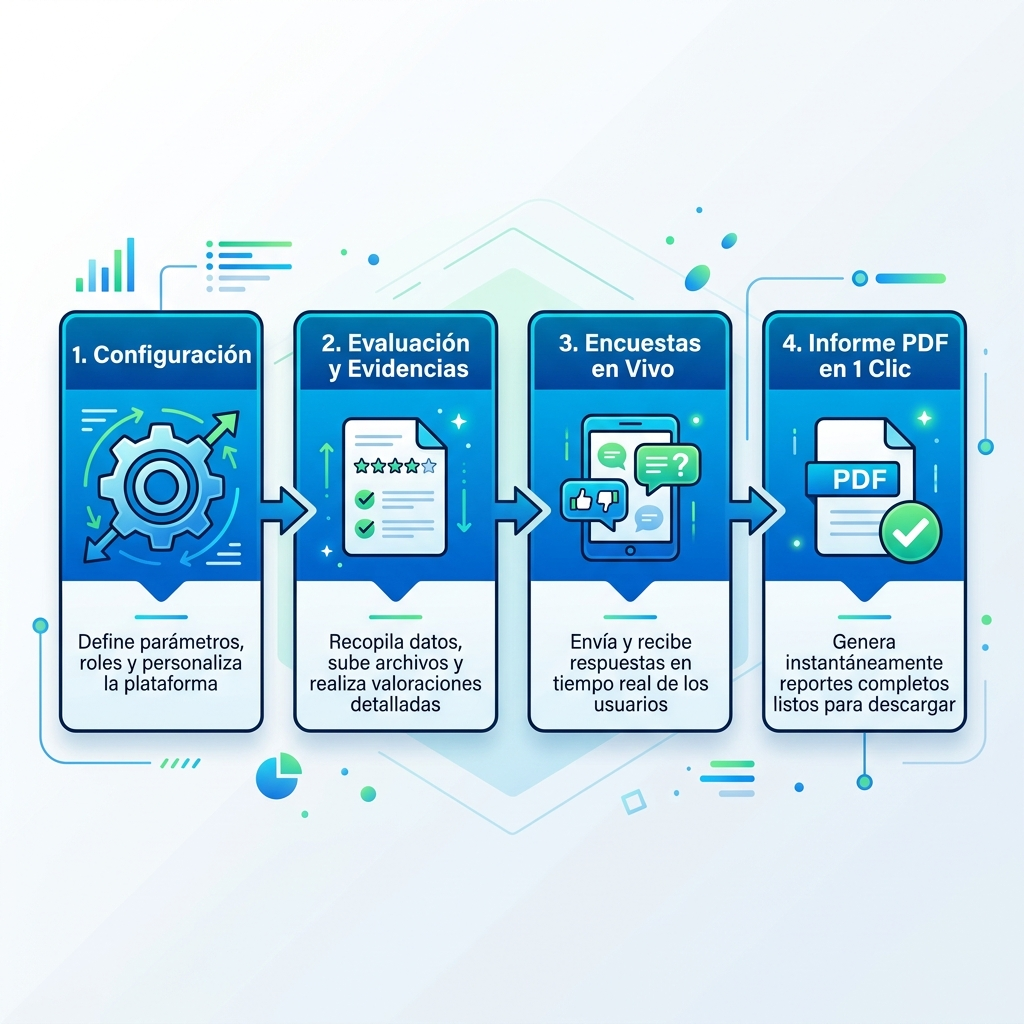 1. Configuración
Define parámetros,
roles y personaliza
la plataforma
2. Evaluación
y Evidencias
Recopila datos,
sube archivos y
realiza valoraciones
detalladas
3. Encuestas
en Vivo
?
Envía y recibe
respuestas en
tiempo real de los
usuarios
4. Informe PDF
en 1 Clic
PDF
Genera
instantáneamente
reportes completos
listos para descargar